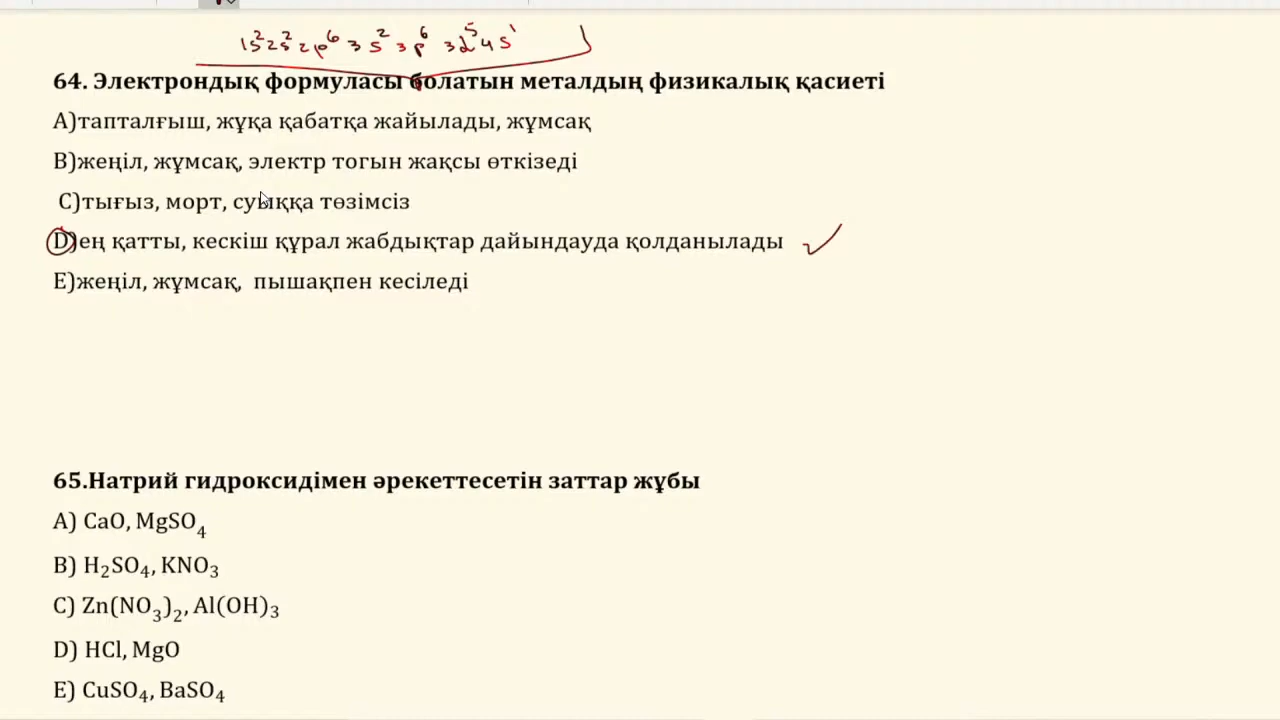 1s²2s²2p⁶3s²3p⁶3d⁵4s¹
64. Электрондық формуласы болатын металдың физикалық қасиеті
A)тапталғыш, жұқа қабатқа жайылады, жұмсақ
B)жеңіл, жұмсақ, электр тогын жақсы өткізеді
C)тығыз, морт, суыққа төзімсіз
D)ең қатты, кескіш құрал жабдықтар дайындауда қолданылады
E)жеңіл, жұмсақ, пышақпен кесіледі
65.Натрий гидроксидімен әрекеттесетін заттар жұбы
A) CaO, MgSO₄
B) H₂SO₄, KNO₃
C) Zn(NO₃)₂, Al(OH)₃
D) HCl, MgO
E) CuSO₄, BaSO₄